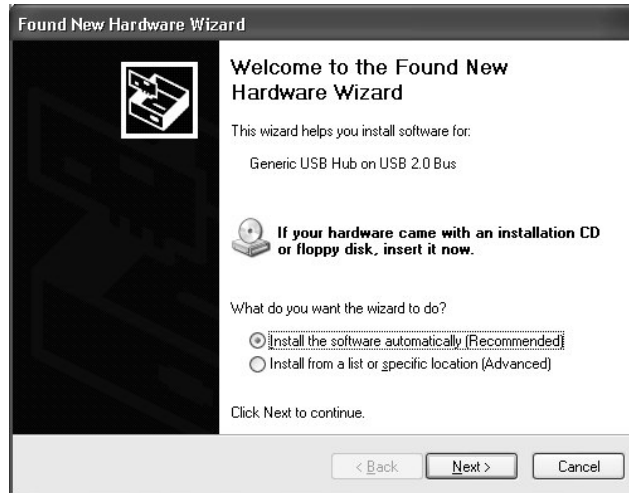 Found New Hardware Wizard
Welcome to the Found New
Hardware Wizard
This wizard helps you install software for:
Generic USB Hub on USB 2.0 Bus
If your hardware came with an installation CD
or floppy disk, insert it now.
What do you want the wizard to do?
Install the software automatically (Recommended)
Install from a list or specific location (Advanced)
Click Next to continue.
< Back Next > Cancel